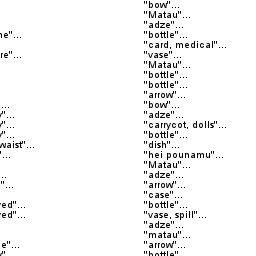 "bow"...
"Matau"...
"adze"...
ne"... "bottle"...
"card, medical"...
re"... "vase"...
"Matau"...
"bottle"...
"bottle"...
"arrow"...
... "bow"...
"... "adze"...
"... "carrycot, dolls"...
"... "bottle"...
waist"... "dish"...
"... "hei pounamu"...
"Matau"...
... "adze"...
"... "arrow"...
"case"...
red"... "bottle"...
red"... "vase, spill"...
"adze"...
"matau"...
e"... "arrow"...
"bottle"...